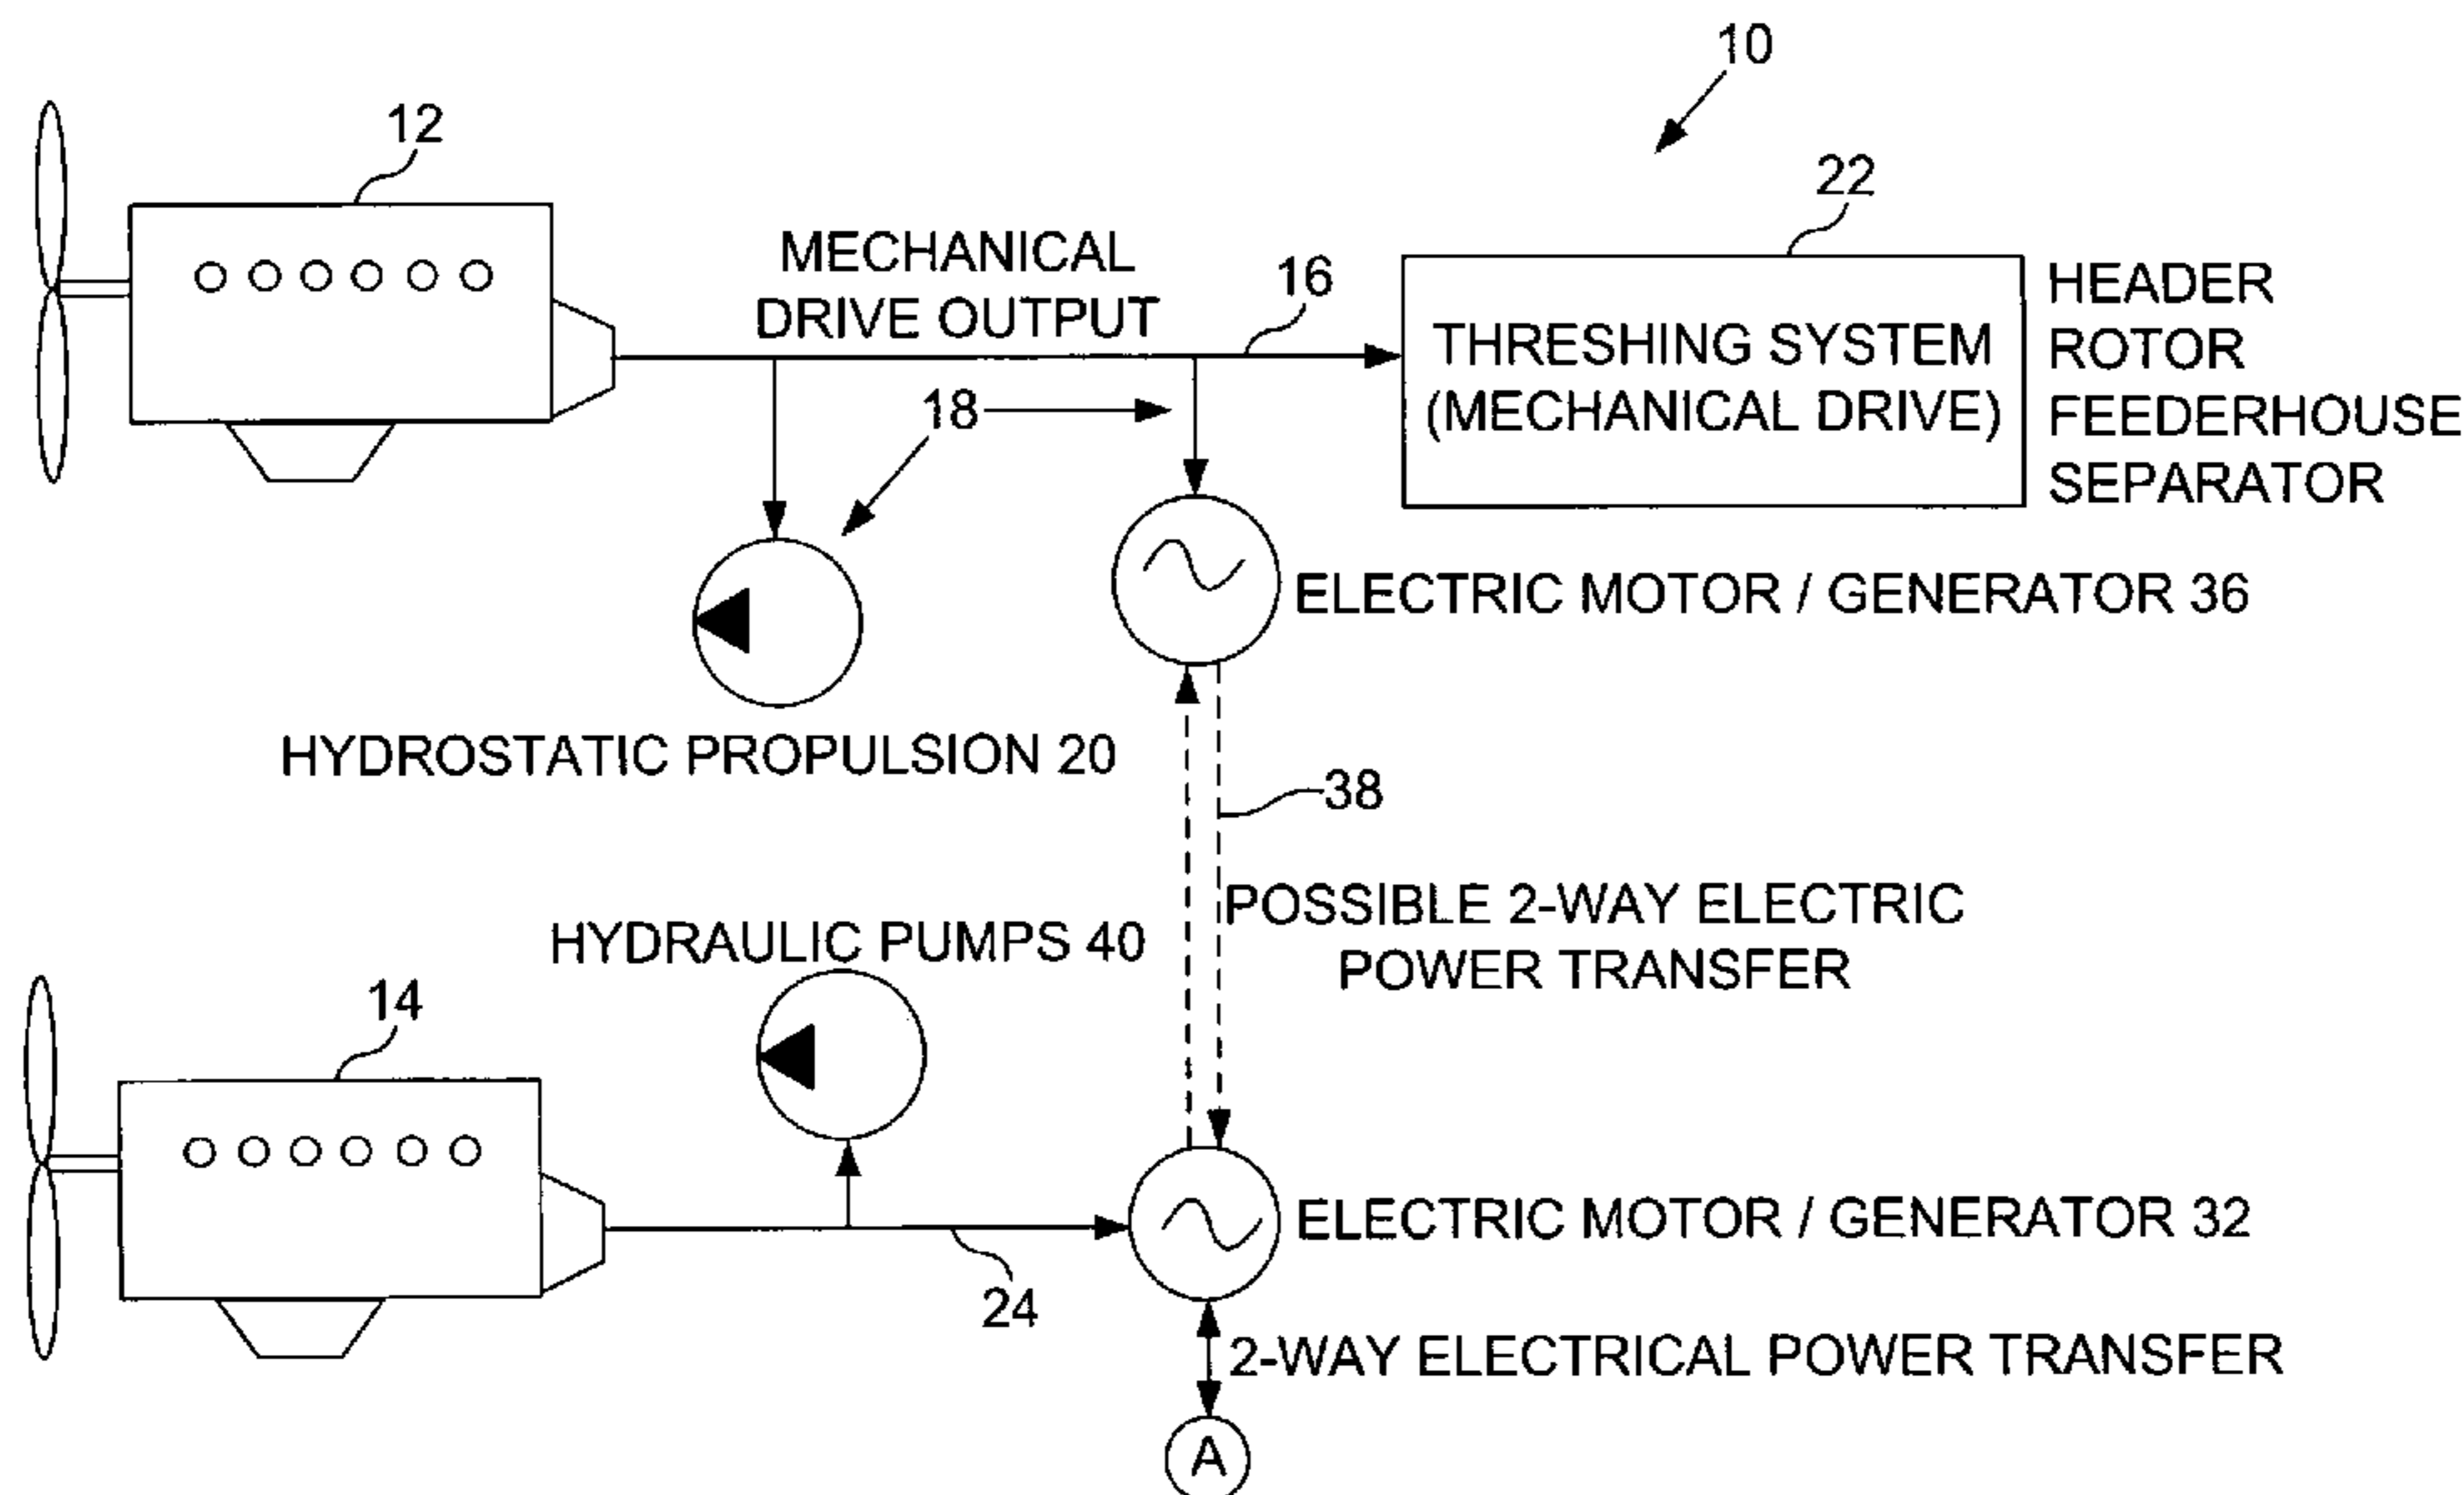 10
12
22
MECHANICAL
DRIVE OUTPUT
16
HEADER
ROTOR
FEEDERHOUSE
SEPARATOR
THRESHING SYSTEM
(MECHANICAL DRIVE)
18
ELECTRIC MOTOR / GENERATOR 36
HYDROSTATIC PROPULSION 20
38
POSSIBLE 2-WAY ELECTRIC
POWER TRANSFER
HYDRAULIC PUMPS 40
14
ELECTRIC MOTOR / GENERATOR 32
24
2-WAY ELECTRICAL POWER TRANSFER
A